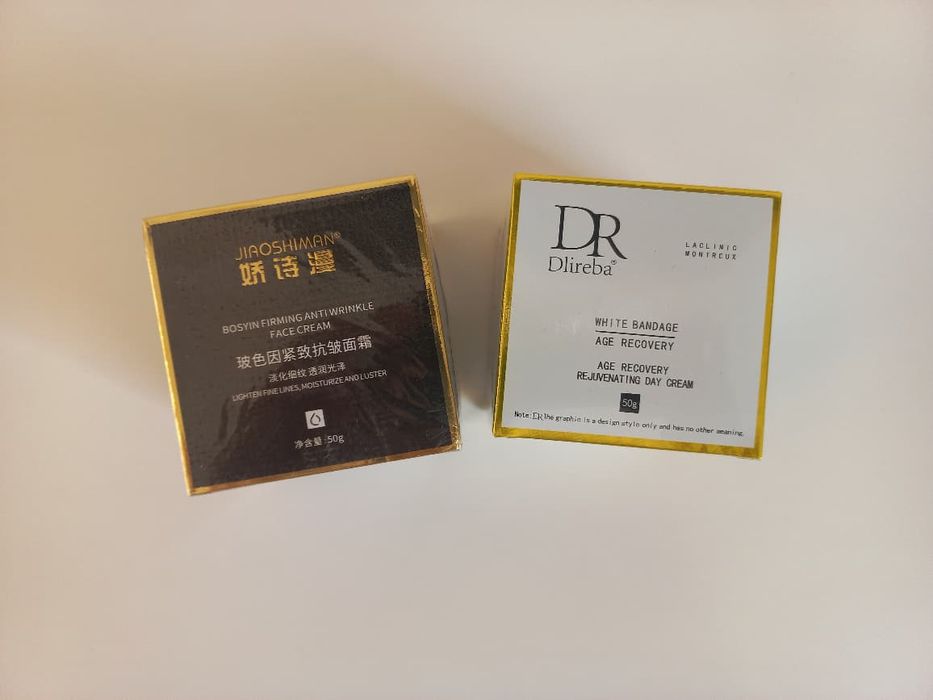 JIAOSHIMAN®
娇诗漫
BOSYIN FIRMING ANTI WRINKLE
FACE CREAM
玻色因紧致抗皱面霜
淡化细纹 透润光泽
LIGHTEN FINE LINES, MOISTURIZE AND LUSTER
净含量: 50g
DR
Dlireba®
LACLINIC
MONTREUX
WHITE BANDAGE
AGE RECOVERY
AGE RECOVERY
REJUVENATING DAY CREAM
50g
Note: ER the graphic is a design style only and has no other meaning.